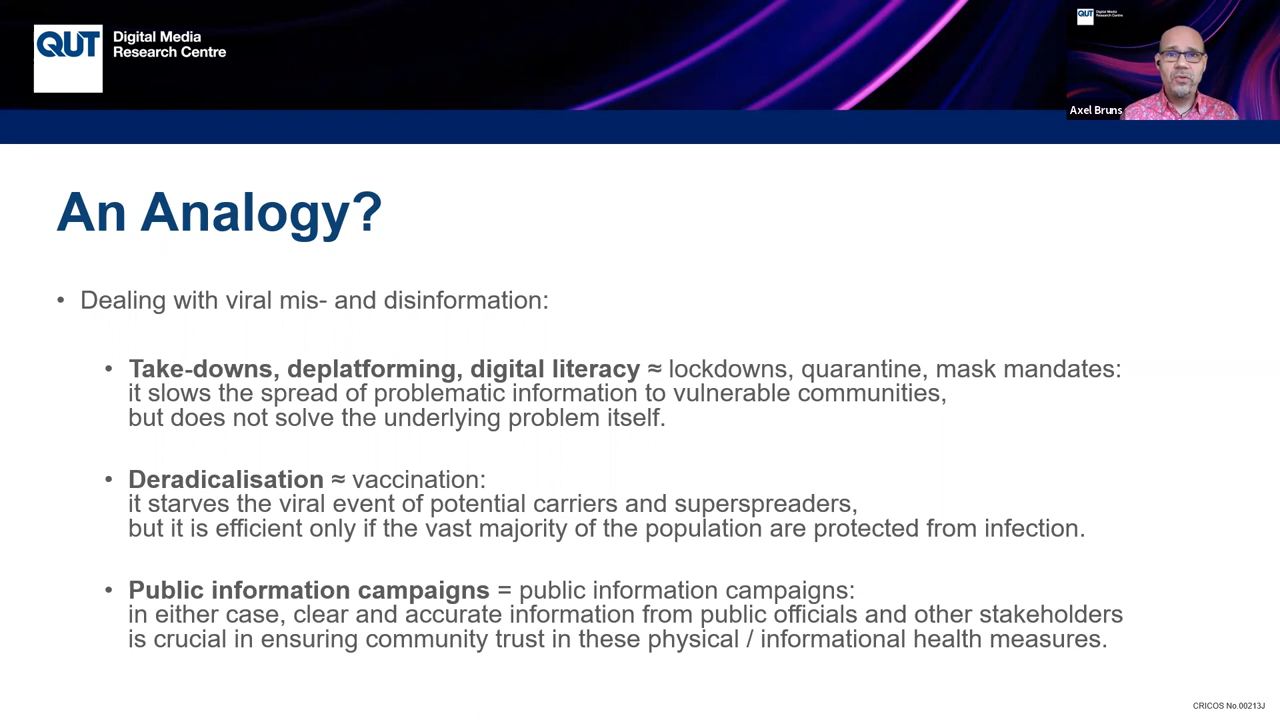 QUT
Digital Media
Research Centre
QUT
Digital Media
Research Centre
Axel Bruns
An Analogy?
• Dealing with viral mis- and disinformation:
• Take-downs, deplatforming, digital literacy ≈ lockdowns, quarantine, mask mandates:
it slows the spread of problematic information to vulnerable communities,
but does not solve the underlying problem itself.
• Deradicalisation ≈ vaccination:
it starves the viral event of potential carriers and superspreaders,
but it is efficient only if the vast majority of the population are protected from infection.
• Public information campaigns = public information campaigns:
in either case, clear and accurate information from public officials and other stakeholders
is crucial in ensuring community trust in these physical / informational health measures.
CRICOS No.00213J